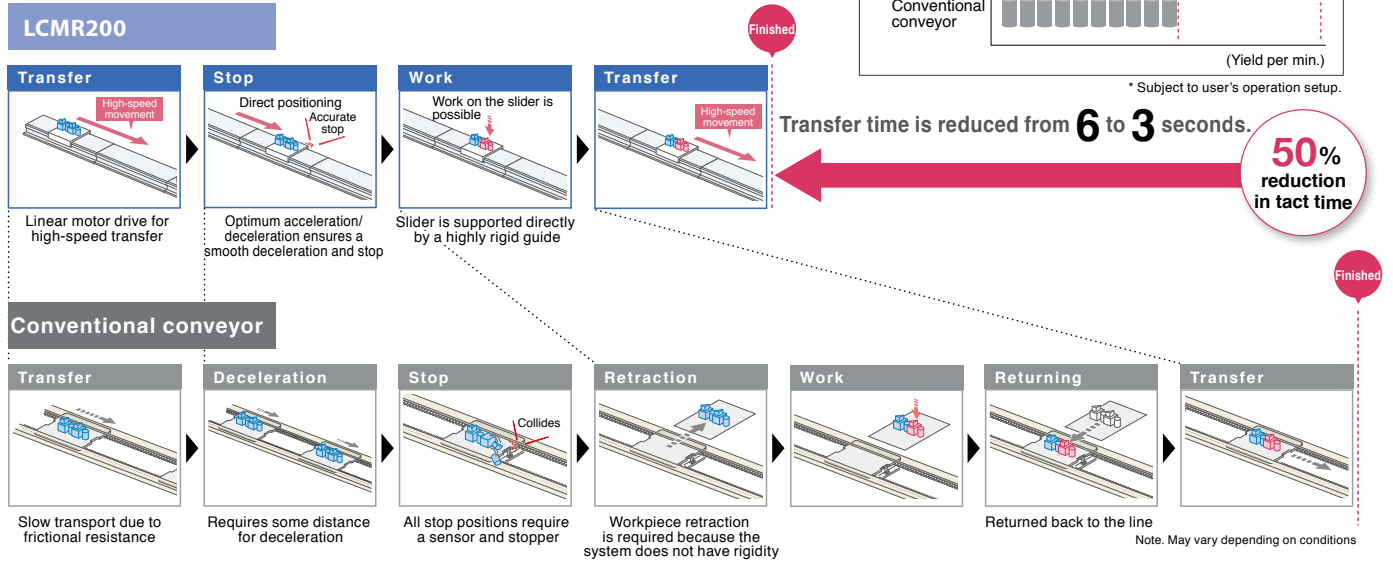 Conventional
conveyor
(Yield per min.)
* Subject to user's operation setup.
LCMR200
Finished
Transfer
High-speed
movement
Linear motor drive for
high-speed transfer
Stop
Direct positioning
Accurate
stop
Optimum acceleration/
deceleration ensures a
smooth deceleration and stop
Work
Work on the slider is
possible
Slider is supported directly
by a highly rigid guide
Transfer
High-speed
movement
Transfer time is reduced from 6 to 3 seconds.
50%
reduction
in tact time
Finished
Conventional conveyor
Transfer
Slow transport due to
frictional resistance
Deceleration
Requires some distance
for deceleration
Stop
Collides
All stop positions require
a sensor and stopper
Retraction
Workpiece retraction
is required because the
system does not have rigidity
Work
Returning
Returned back to the line
Transfer
Note. May vary depending on conditions